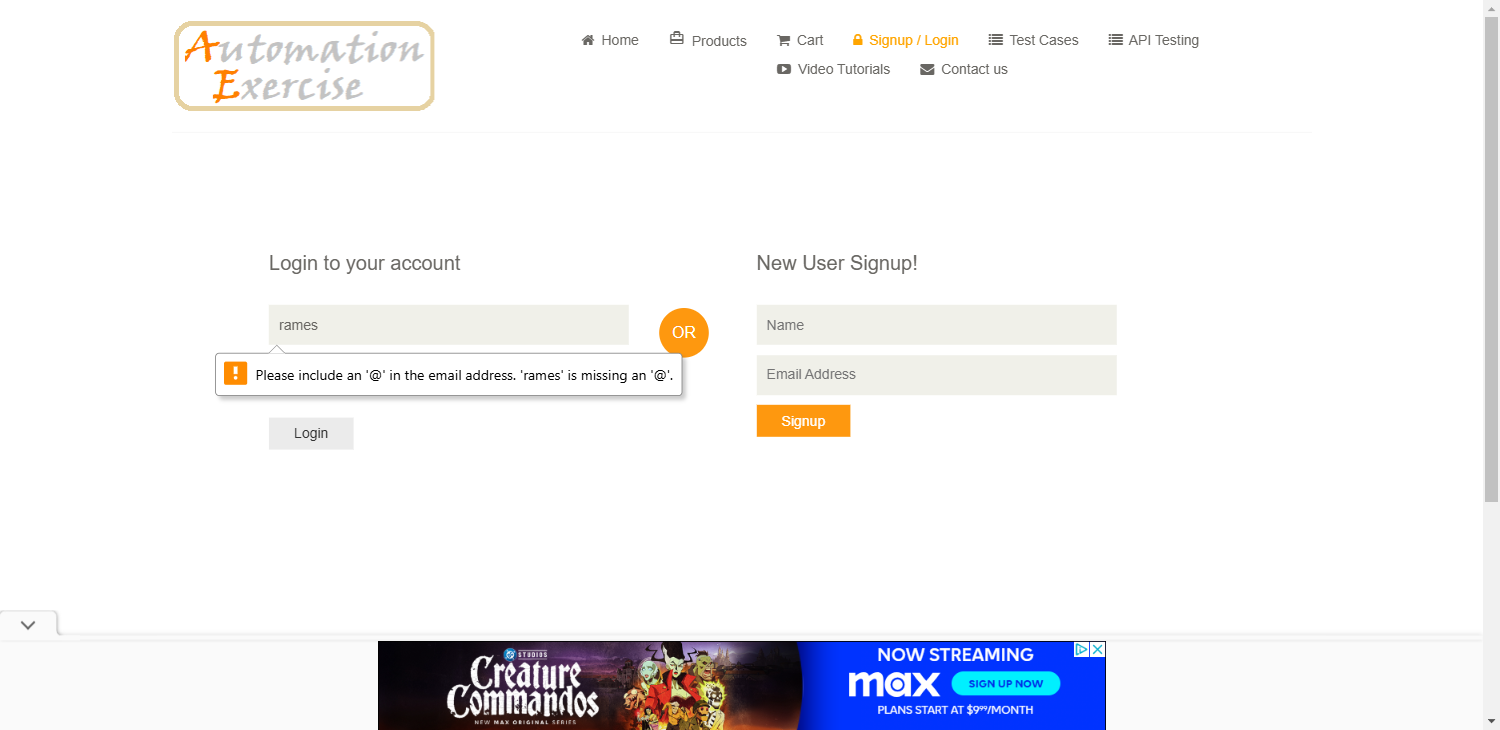 Automation
Exercise
Home
Products
Cart
Signup / Login
Test Cases
API Testing
Video Tutorials
Contact us
Login to your account
New User Signup!
rames
OR
Name
Please include an '@' in the email address. 'rames' is missing an '@'.
Email Address
Login
Signup
STUDIOS
Creature
Commandos
NEW MAX ORIGINAL SERIES
NOW STREAMING
max
SIGN UP NOW
PLANS START AT $9⁹⁹/MONTH